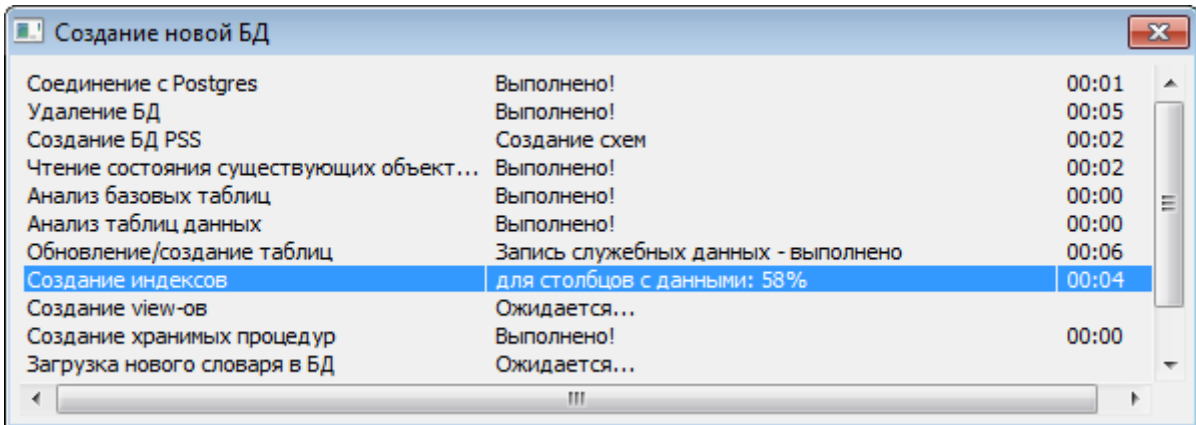 Создание новой БД
Соединение с Postgres Выполнено! 00:01
Удаление БД Выполнено! 00:05
Создание БД PSS Создание схем 00:02
Чтение состояния существующих объект... Выполнено! 00:02
Анализ базовых таблиц Выполнено! 00:00
Анализ таблиц данных Выполнено! 00:00
Обновление/создание таблиц Запись служебных данных - выполнено 00:06
Создание индексов для столбцов с данными: 58% 00:04
Создание view-ов Ожидается...
Создание хранимых процедур Выполнено! 00:00
Загрузка нового словаря в БД Ожидается...